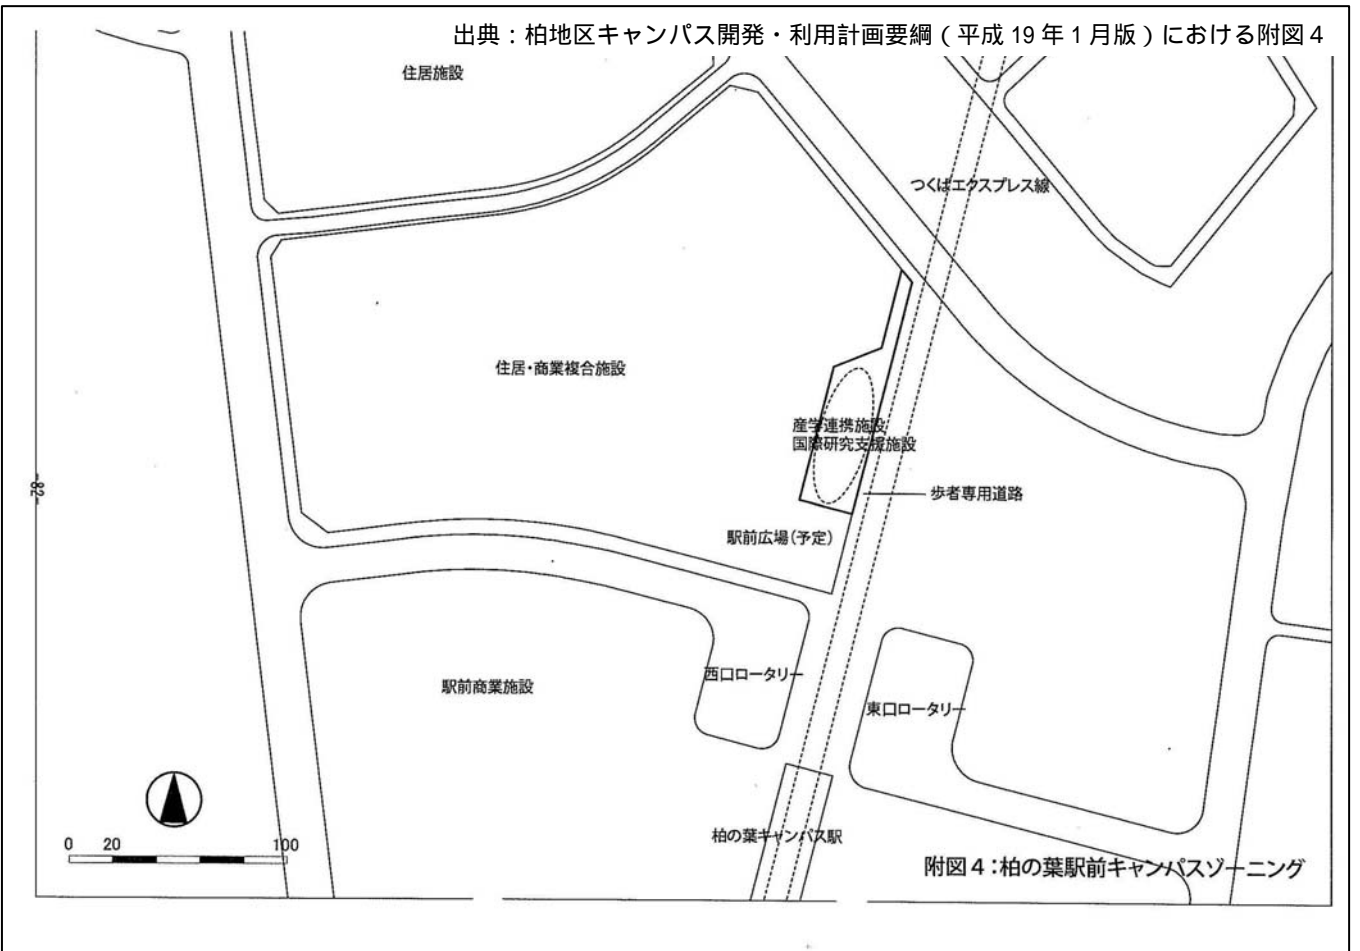 出典：柏地区キャンパス開発・利用計画要綱（平成19年1月版）における附図4
住居施設
つくばエクスプレス線
住居・商業複合施設
産学連携施設
国際研究支援施設
-82-
歩者専用道路
駅前広場(予定)
西口ロータリー
駅前商業施設
東口ロータリー
0 20 100
柏の葉キャンパス駅
附図4：柏の葉駅前キャンパスゾーニング